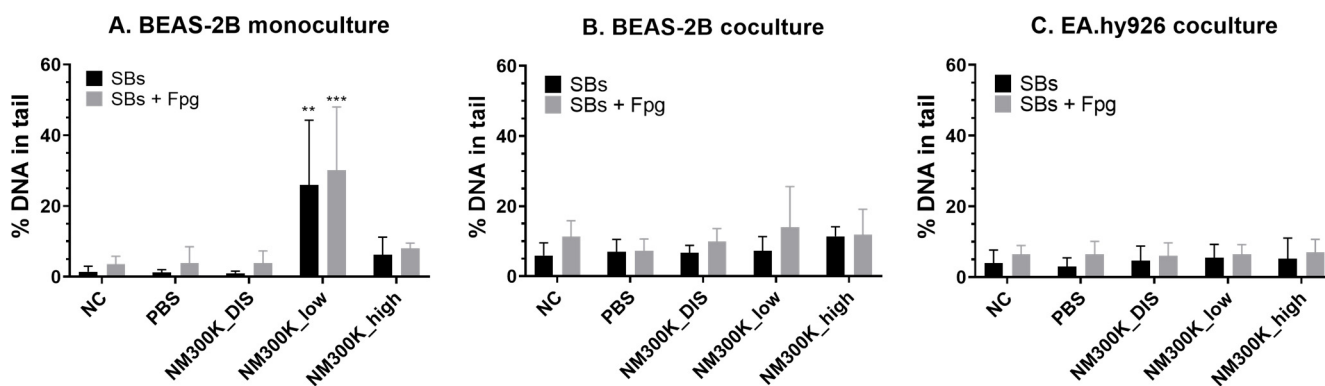 A. BEAS-2B monoculture
60
40
20
0
% DNA in tail
SBs
SBs + Fpg
**
***
NC
PBS
NM300K_DIS
NM300K_low
NM300K_high
B. BEAS-2B coculture
60
40
20
0
% DNA in tail
SBs
SBs + Fpg
NC
PBS
NM300K_DIS
NM300K_low
NM300K_high
C. EA.hy926 coculture
60
40
20
0
% DNA in tail
SBs
SBs + Fpg
NC
PBS
NM300K_DIS
NM300K_low
NM300K_high